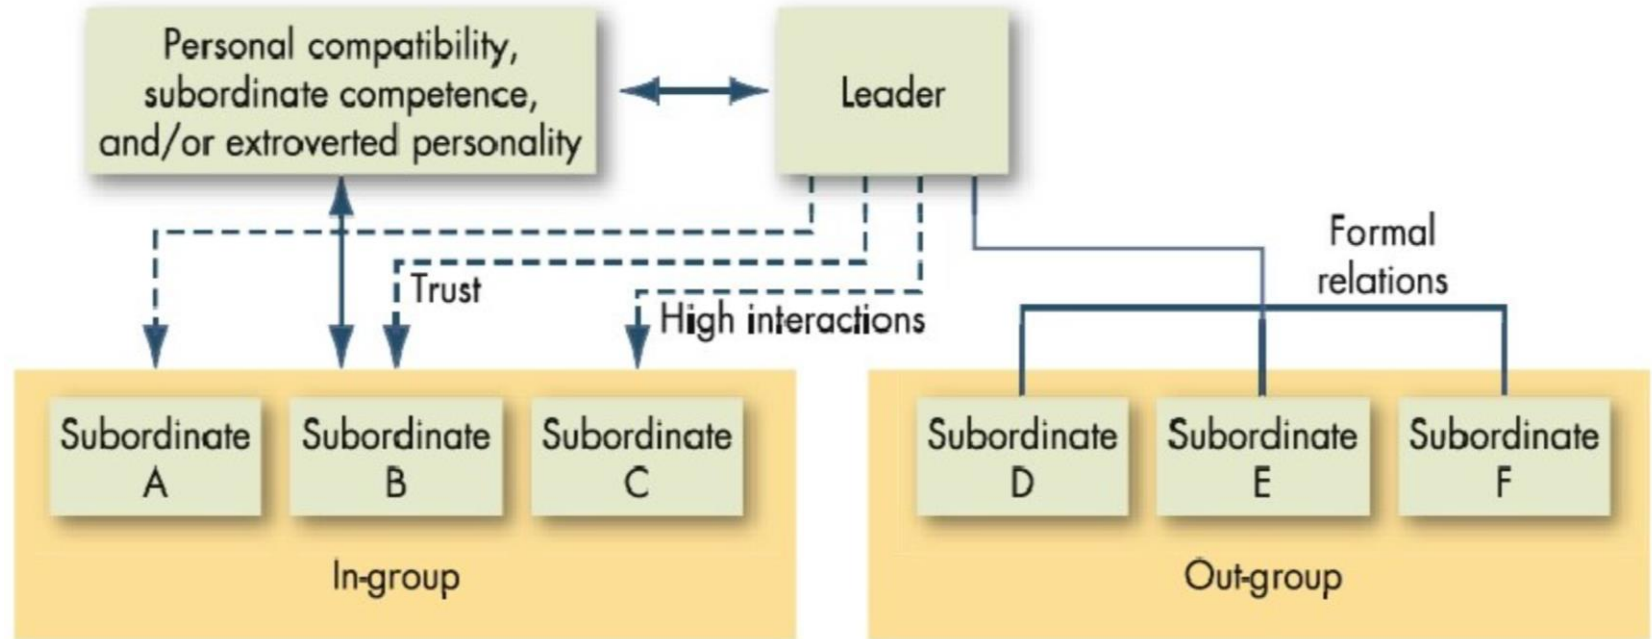 Personal compatibility,
subordinate competence,
and/or extroverted personality
Leader
Formal
relations
Trust
High interactions
Subordinate
A
Subordinate
B
Subordinate
C
Subordinate
D
Subordinate
E
Subordinate
F
In-group
Out-group